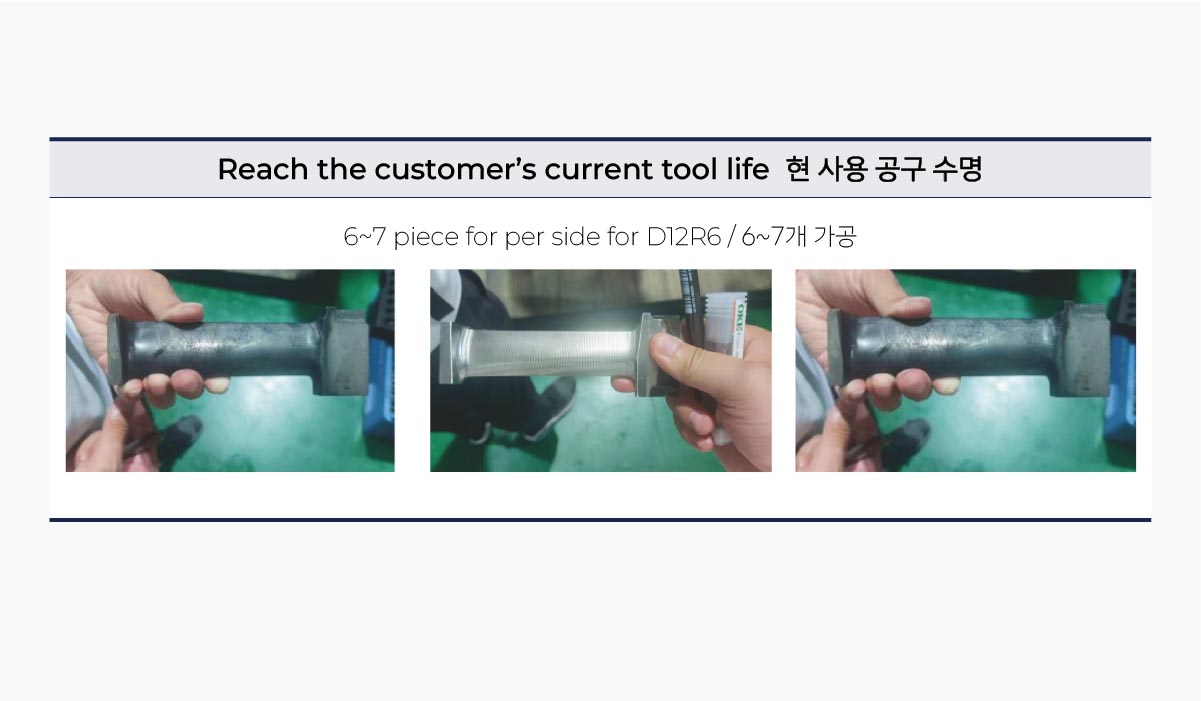 Reach the customer’s current tool life 현 사용 공구 수명
6~7 piece for per side for D12R6 / 6~7개 가공
OKE